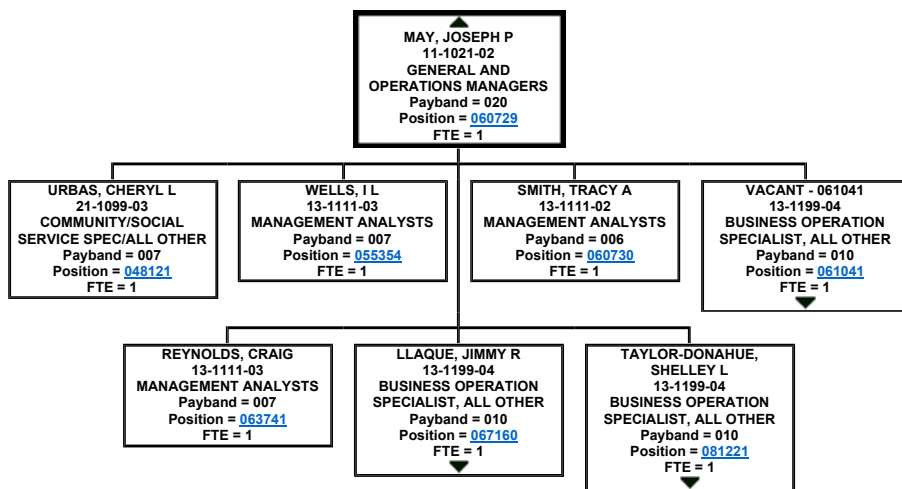 MAY, JOSEPH P
11-1021-02
GENERAL AND
OPERATIONS MANAGERS
Payband = 020
Position = 060729
FTE = 1
URBAS, CHERYL L
21-1099-03
COMMUNITY/SOCIAL
SERVICE SPEC/ALL OTHER
Payband = 007
Position = 048121
FTE = 1
WELLS, I L
13-1111-03
MANAGEMENT ANALYSTS
Payband = 007
Position = 055354
FTE = 1
SMITH, TRACY A
13-1111-02
MANAGEMENT ANALYSTS
Payband = 006
Position = 060730
FTE = 1
VACANT - 061041
13-1199-04
BUSINESS OPERATION
SPECIALIST, ALL OTHER
Payband = 010
Position = 061041
FTE = 1
REYNOLDS, CRAIG
13-1111-03
MANAGEMENT ANALYSTS
Payband = 007
Position = 063741
FTE = 1
LLAQUE, JIMMY R
13-1199-04
BUSINESS OPERATION
SPECIALIST, ALL OTHER
Payband = 010
Position = 067160
FTE = 1
TAYLOR-DONAHUE,
SHELLEY L
13-1199-04
BUSINESS OPERATION
SPECIALIST, ALL OTHER
Payband = 010
Position = 081221
FTE = 1